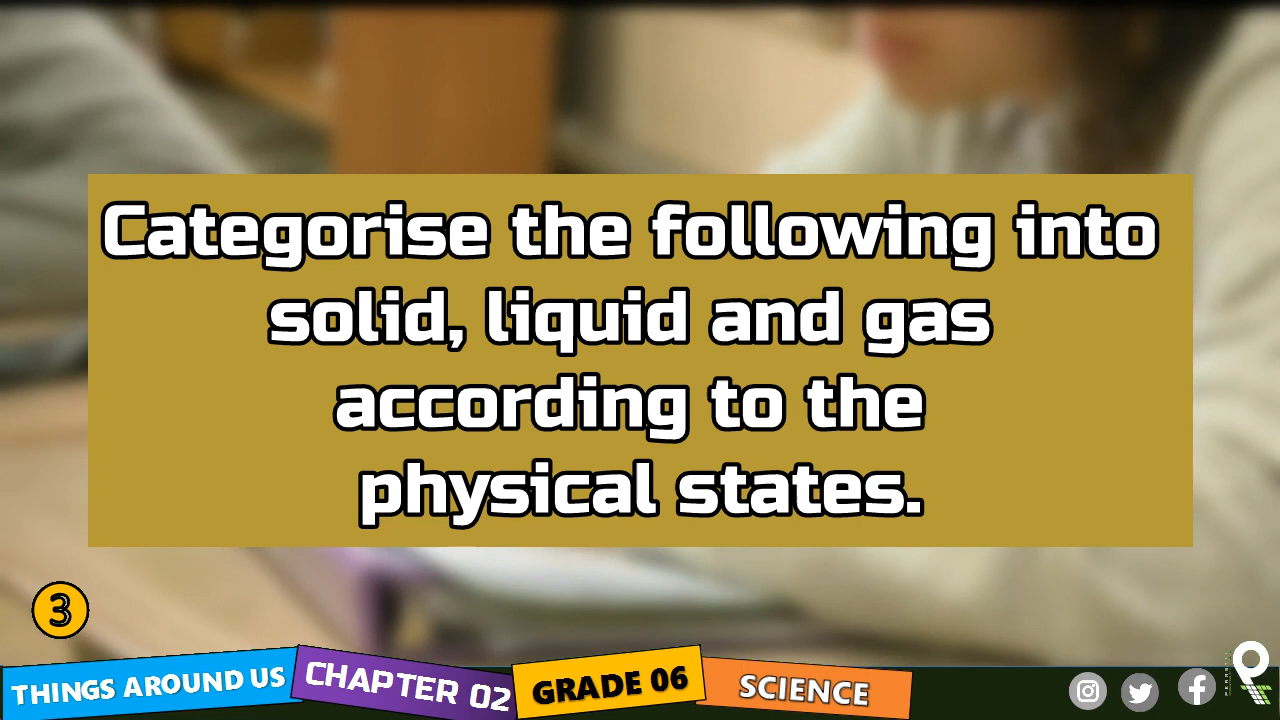 Categorise the following into
solid, liquid and gas
according to the
physical states.
3
THINGS AROUND US
CHAPTER 02
GRADE 06
SCIENCE